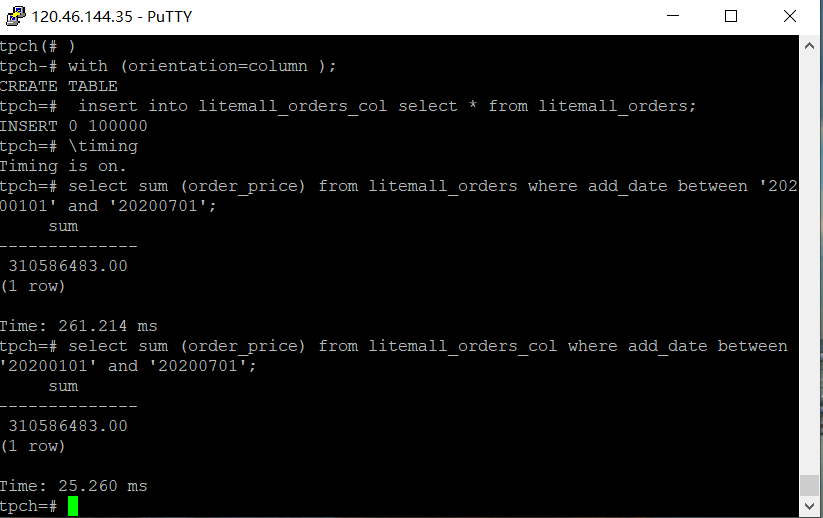 120.46.144.35 - PuTTY
tpch(# )
tpch-# with (orientation=column );
CREATE TABLE
tpch=#  insert into litemall_orders_col select * from litemall_orders;
INSERT 0 100000
tpch=# \timing
Timing is on.
tpch=# select sum (order_price) from litemall_orders where add_date between '202
00101' and '20200701';
     sum
--------------
 310586483.00
(1 row)

Time: 261.214 ms
tpch=# select sum (order_price) from litemall_orders_col where add_date between
'20200101' and '20200701';
     sum
--------------
 310586483.00
(1 row)

Time: 25.260 ms
tpch=#